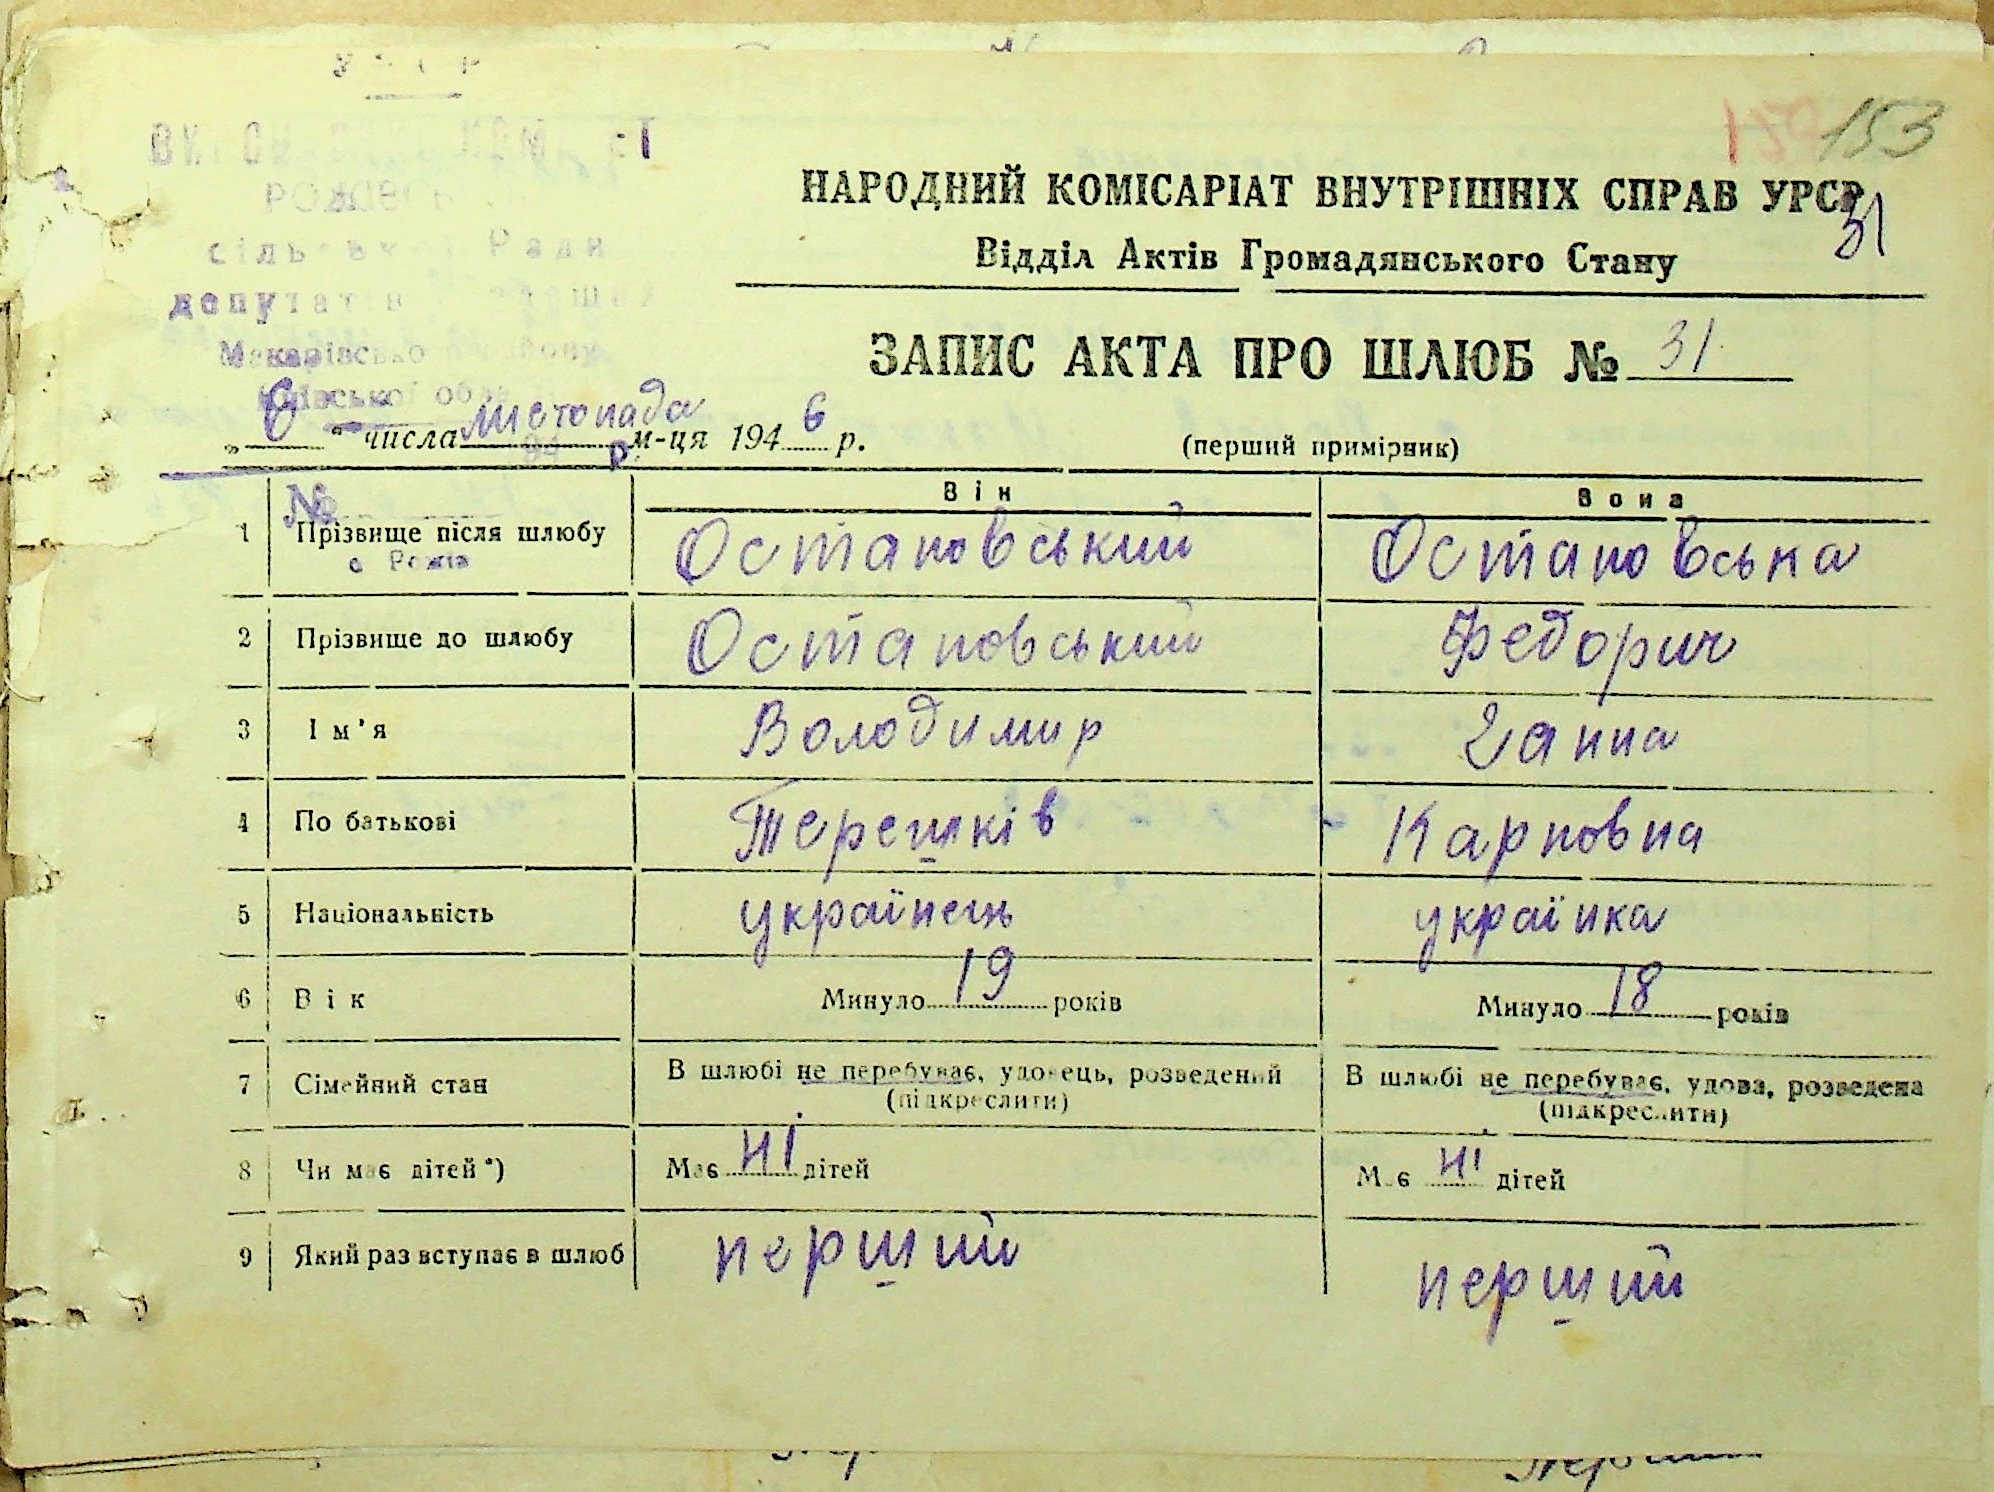 153
НАРОДНИЙ КОМІСАРІАТ ВНУТРІШНІХ СПРАВ УРСР
31
Відділ Актів Громадянського Стану
сільської Ради
депутатів
Макарівського району
Київської обл.
ЗАПИС АКТА ПРО ШЛЮБ № 31.
„6“ числа листопада м-ця 1946 р.
(перший примірник)
№
Він
Вона
1 Прізвище після шлюбу Остановський Остановська
с Рожів
2 Прізвище до шлюбу Остановський Федорич
3 Ім'я Володимир Ганна
4 По батькові Терешків Карповна
5 Національність українець українка
6 Вік Минуло 19 років Минуло 18 років
7 Сімейний стан В шлюбі не перебуває, удовець, розведений В шлюбі не перебуває, удова, розведена
(підкреслити) (підкреслити)
8 Чи має дітей*) Має ні дітей Має ні дітей
9 Який раз вступає в шлюб перший перший